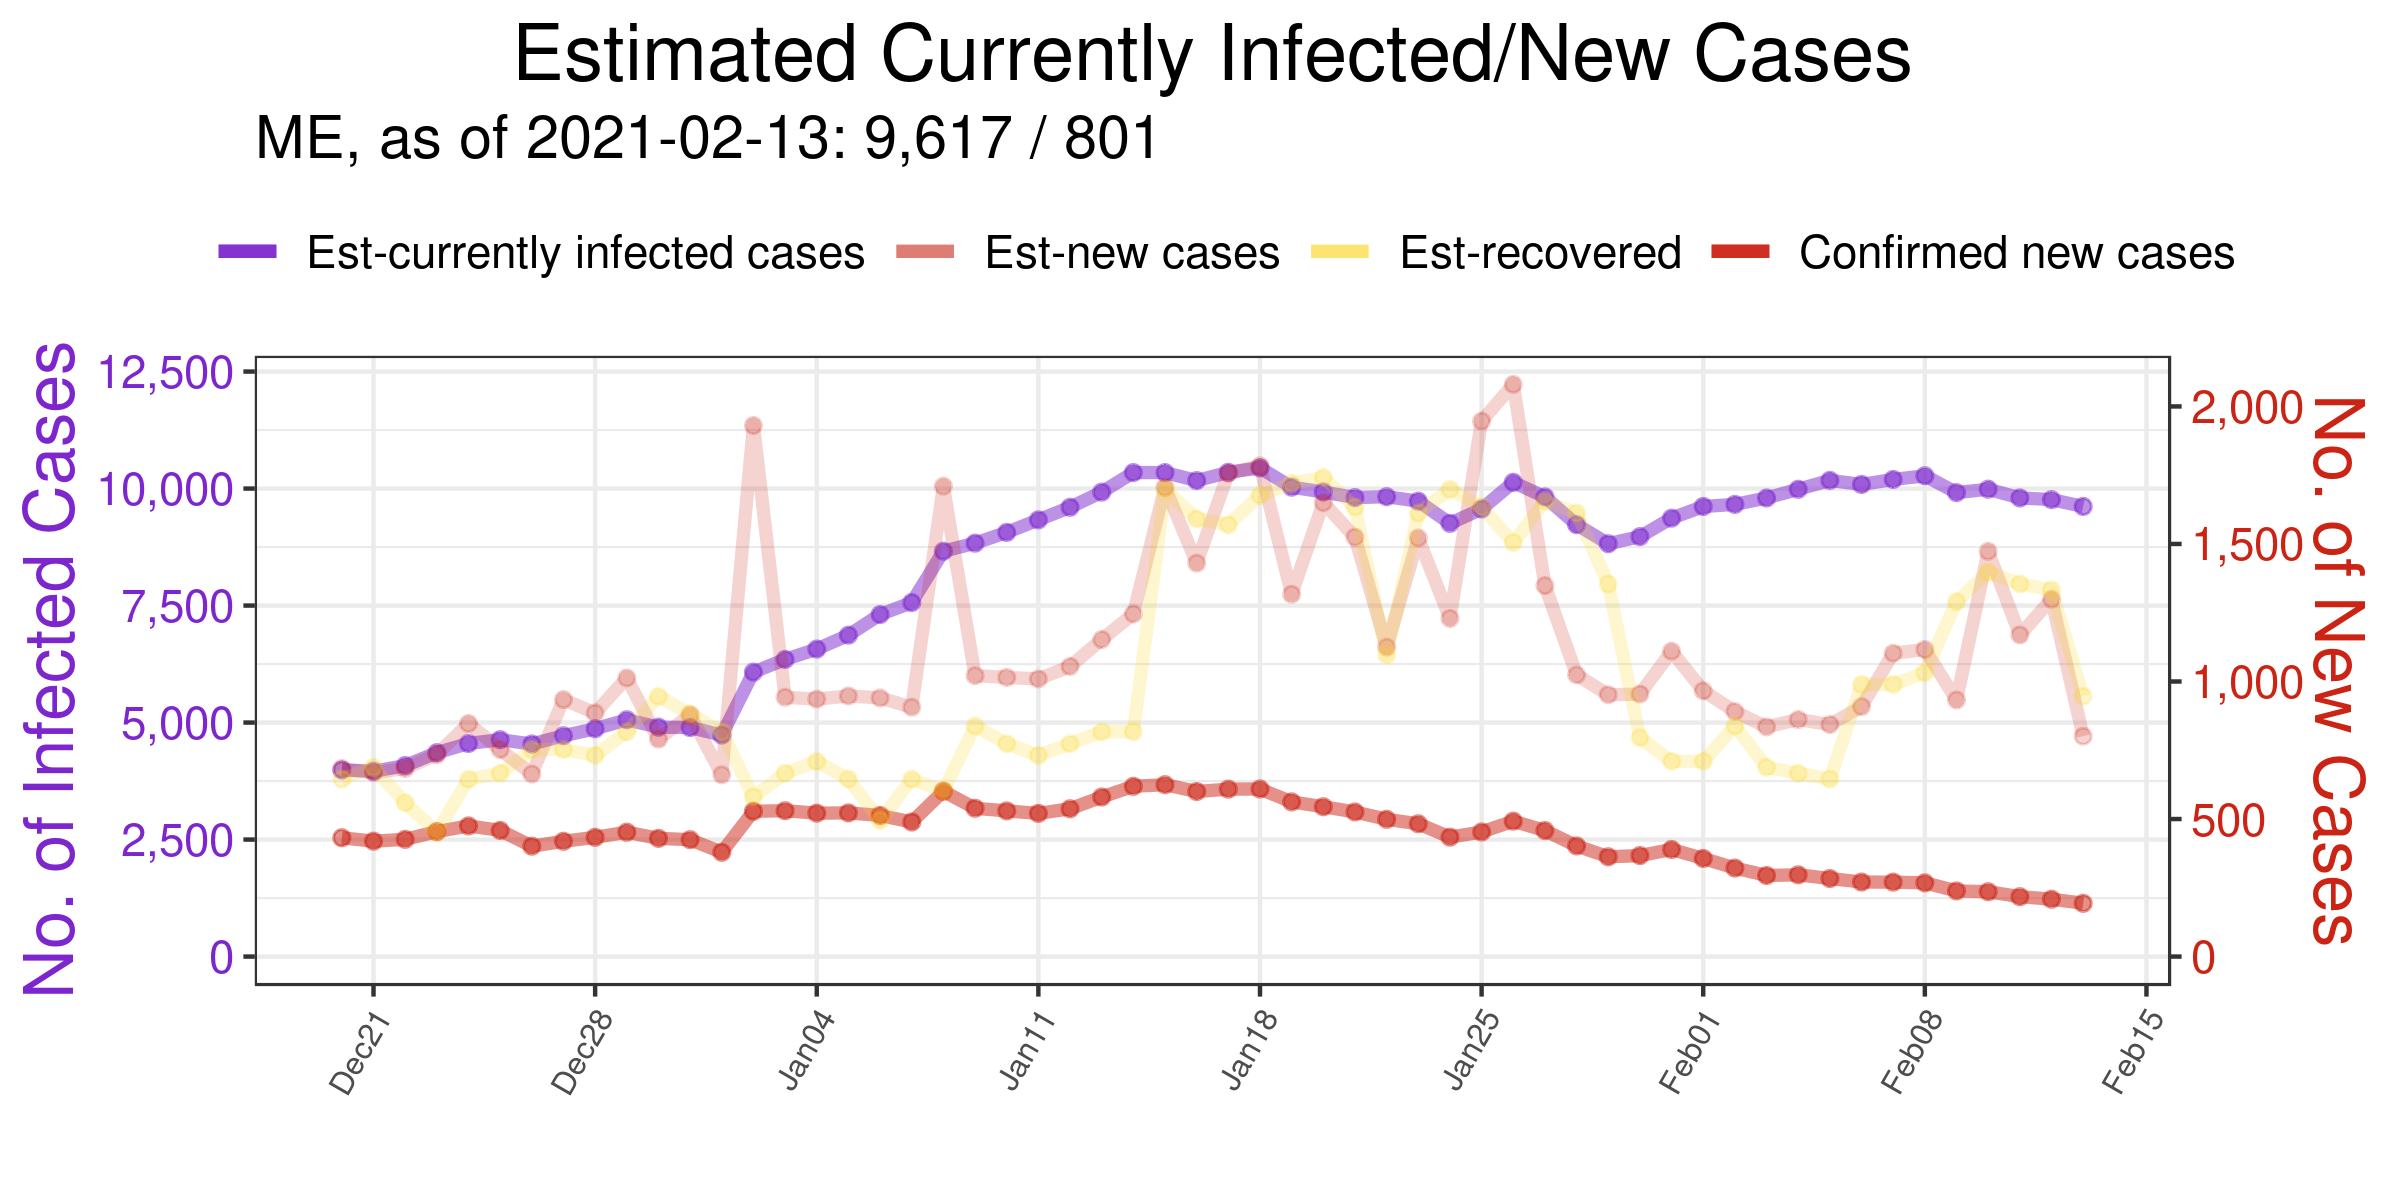 Estimated Currently Infected/New Cases
ME, as of 2021-02-13: 9,617 / 801
Est-currently infected cases Est-new cases Est-recovered Confirmed new cases
No. of Infected Cases
12,500
10,000
7,500
5,000
2,500
0
2,000
1,500
1,000
500
0
No. of New Cases
Dec21 Dec28 Jan04 Jan11 Jan18 Jan25 Feb01 Feb08 Feb15